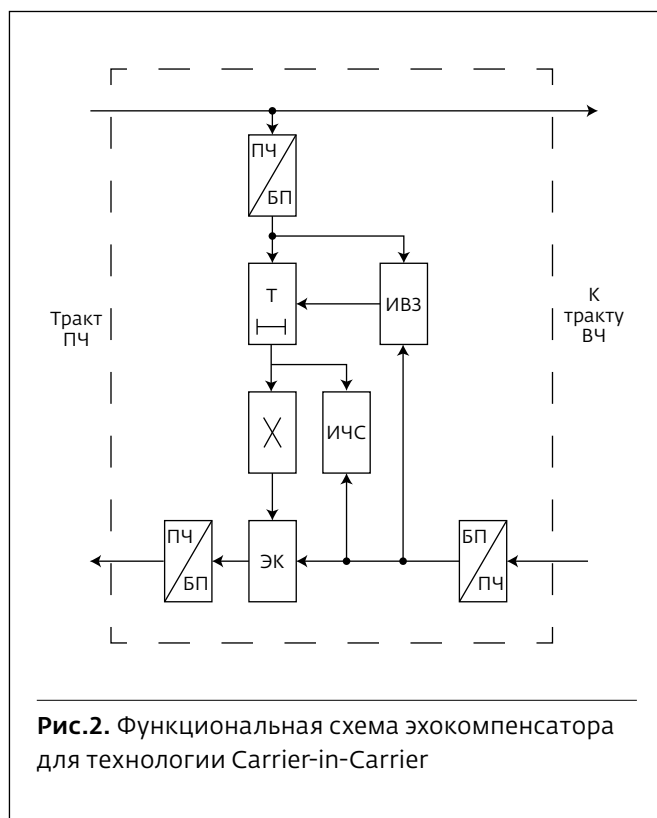 ПЧ
БП
Т
ИВЗ
Тракт
ПЧ
К
тракту
ВЧ
ИЧС
ПЧ
БП
ЭК
БП
ПЧ
Рис.2. Функциональная схема эхокомпенсатора
для технологии Carrier-in-Carrier